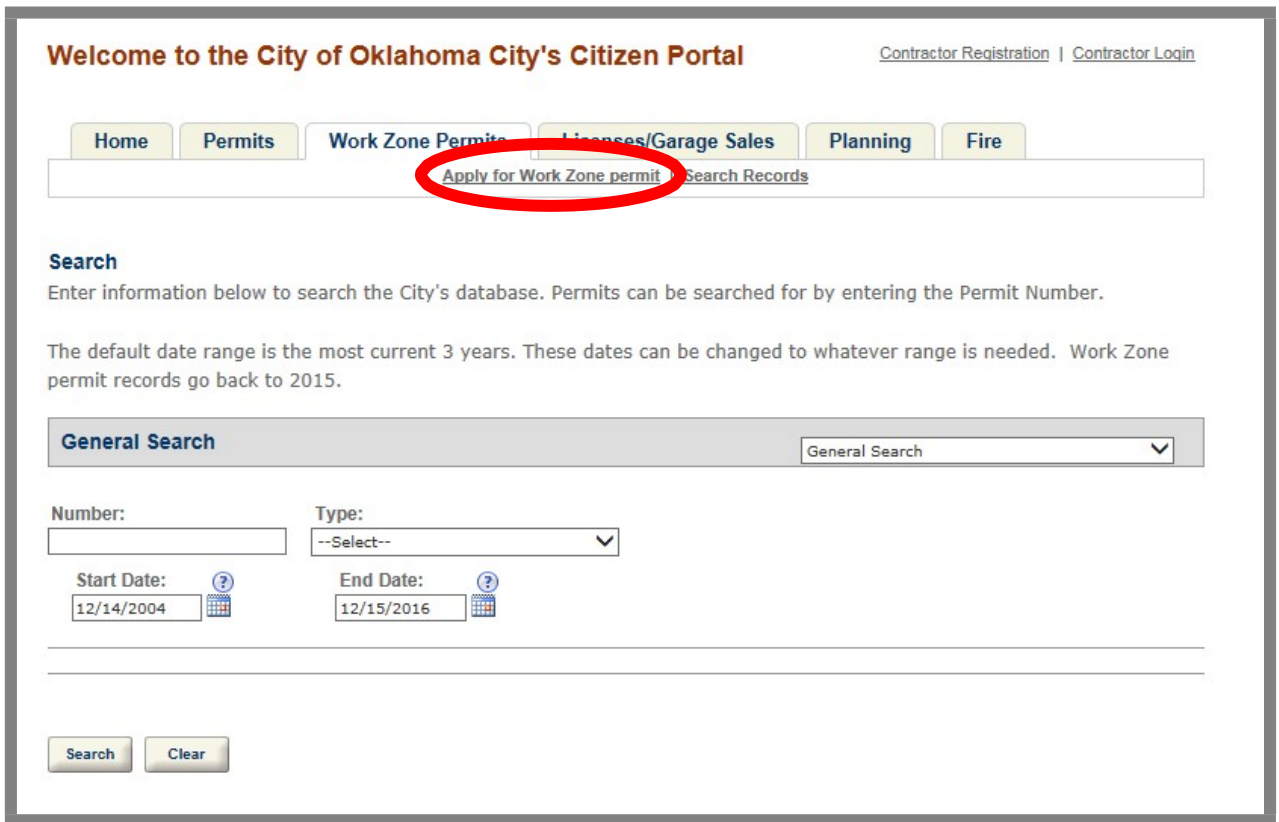 Welcome to the City of Oklahoma City's Citizen Portal
Contractor Registration | Contractor Login
Home Permits Work Zone Permits Licenses/Garage Sales Planning Fire
Apply for Work Zone permit | Search Records
Search
Enter information below to search the City's database. Permits can be searched for by entering the Permit Number.
The default date range is the most current 3 years. These dates can be changed to whatever range is needed. Work Zone
permit records go back to 2015.
General Search General Search
Number: Type:
--Select--
Start Date: ? End Date: ?
12/14/2004 12/15/2016
Search Clear